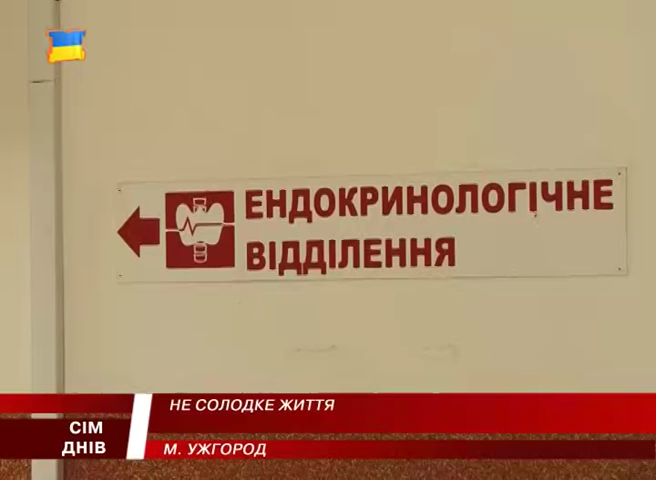 ЕНДОКРИНОЛОГІЧНЕ
ВІДДІЛЕННЯ
НЕ СОЛОДКЕ ЖИТТЯ
СІМ
ДНІВ
М. УЖГОРОД